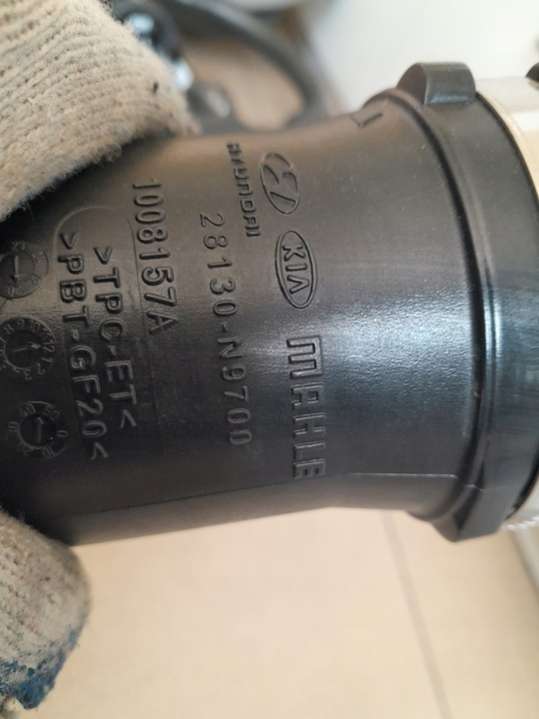 HYUNDAI
KIA
MAHLE
28130-N9700
1008157A
>TPC-ET<
>PBT-GF20<